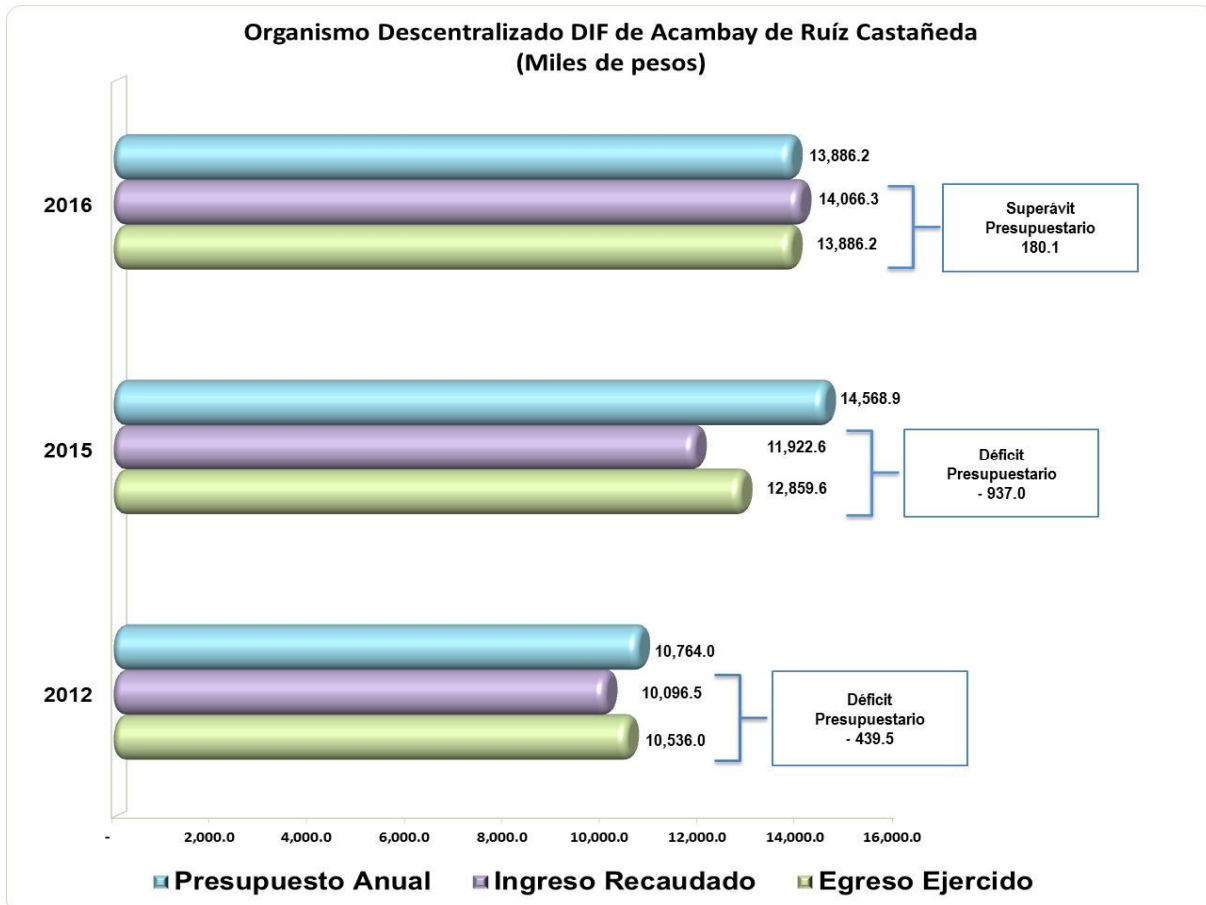 Organismo Descentralizado DIF de Acambay de Ruíz Castañeda
(Miles de pesos)
2016
13,886.2
14,066.3
13,886.2
Superávit
Presupuestario
180.1
2015
14,568.9
11,922.6
12,859.6
Déficit
Presupuestario
- 937.0
2012
10,764.0
10,096.5
10,536.0
Déficit
Presupuestario
- 439.5
- 2,000.0 4,000.0 6,000.0 8,000.0 10,000.0 12,000.0 14,000.0 16,000.0
Presupuesto Anual Ingreso Recaudado Egreso Ejercido